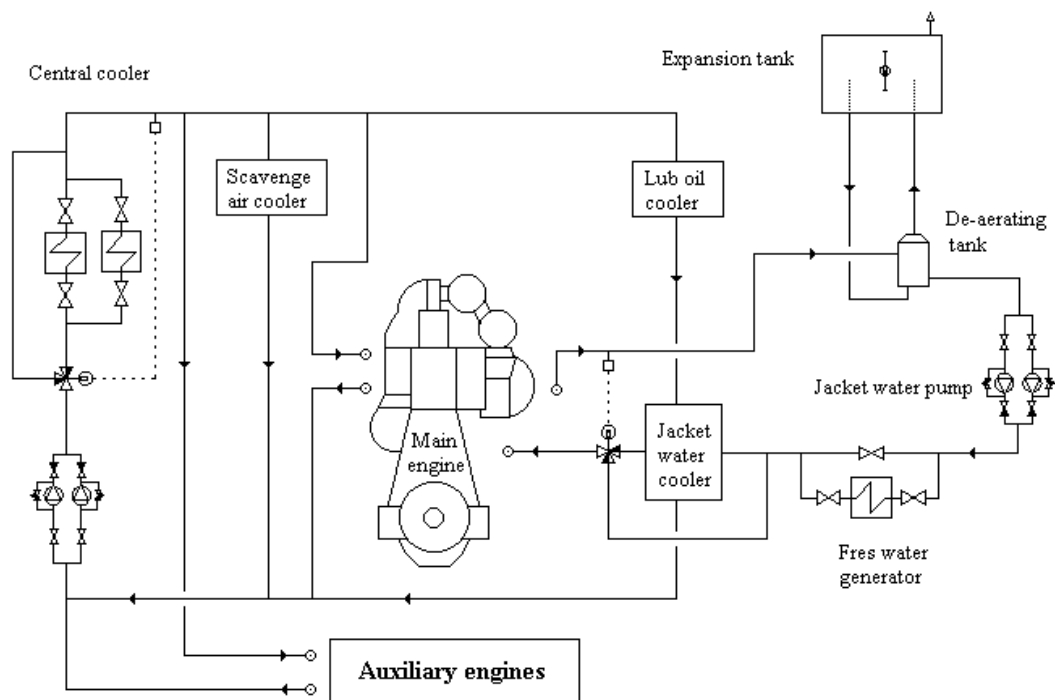 Central cooler
Expansion tank
Scavenge
air cooler
Lub oil
cooler
De-aerating
tank
Jacket water pump
Main
engine
Jacket
water
cooler
Fres water
generator
Auxiliary engines